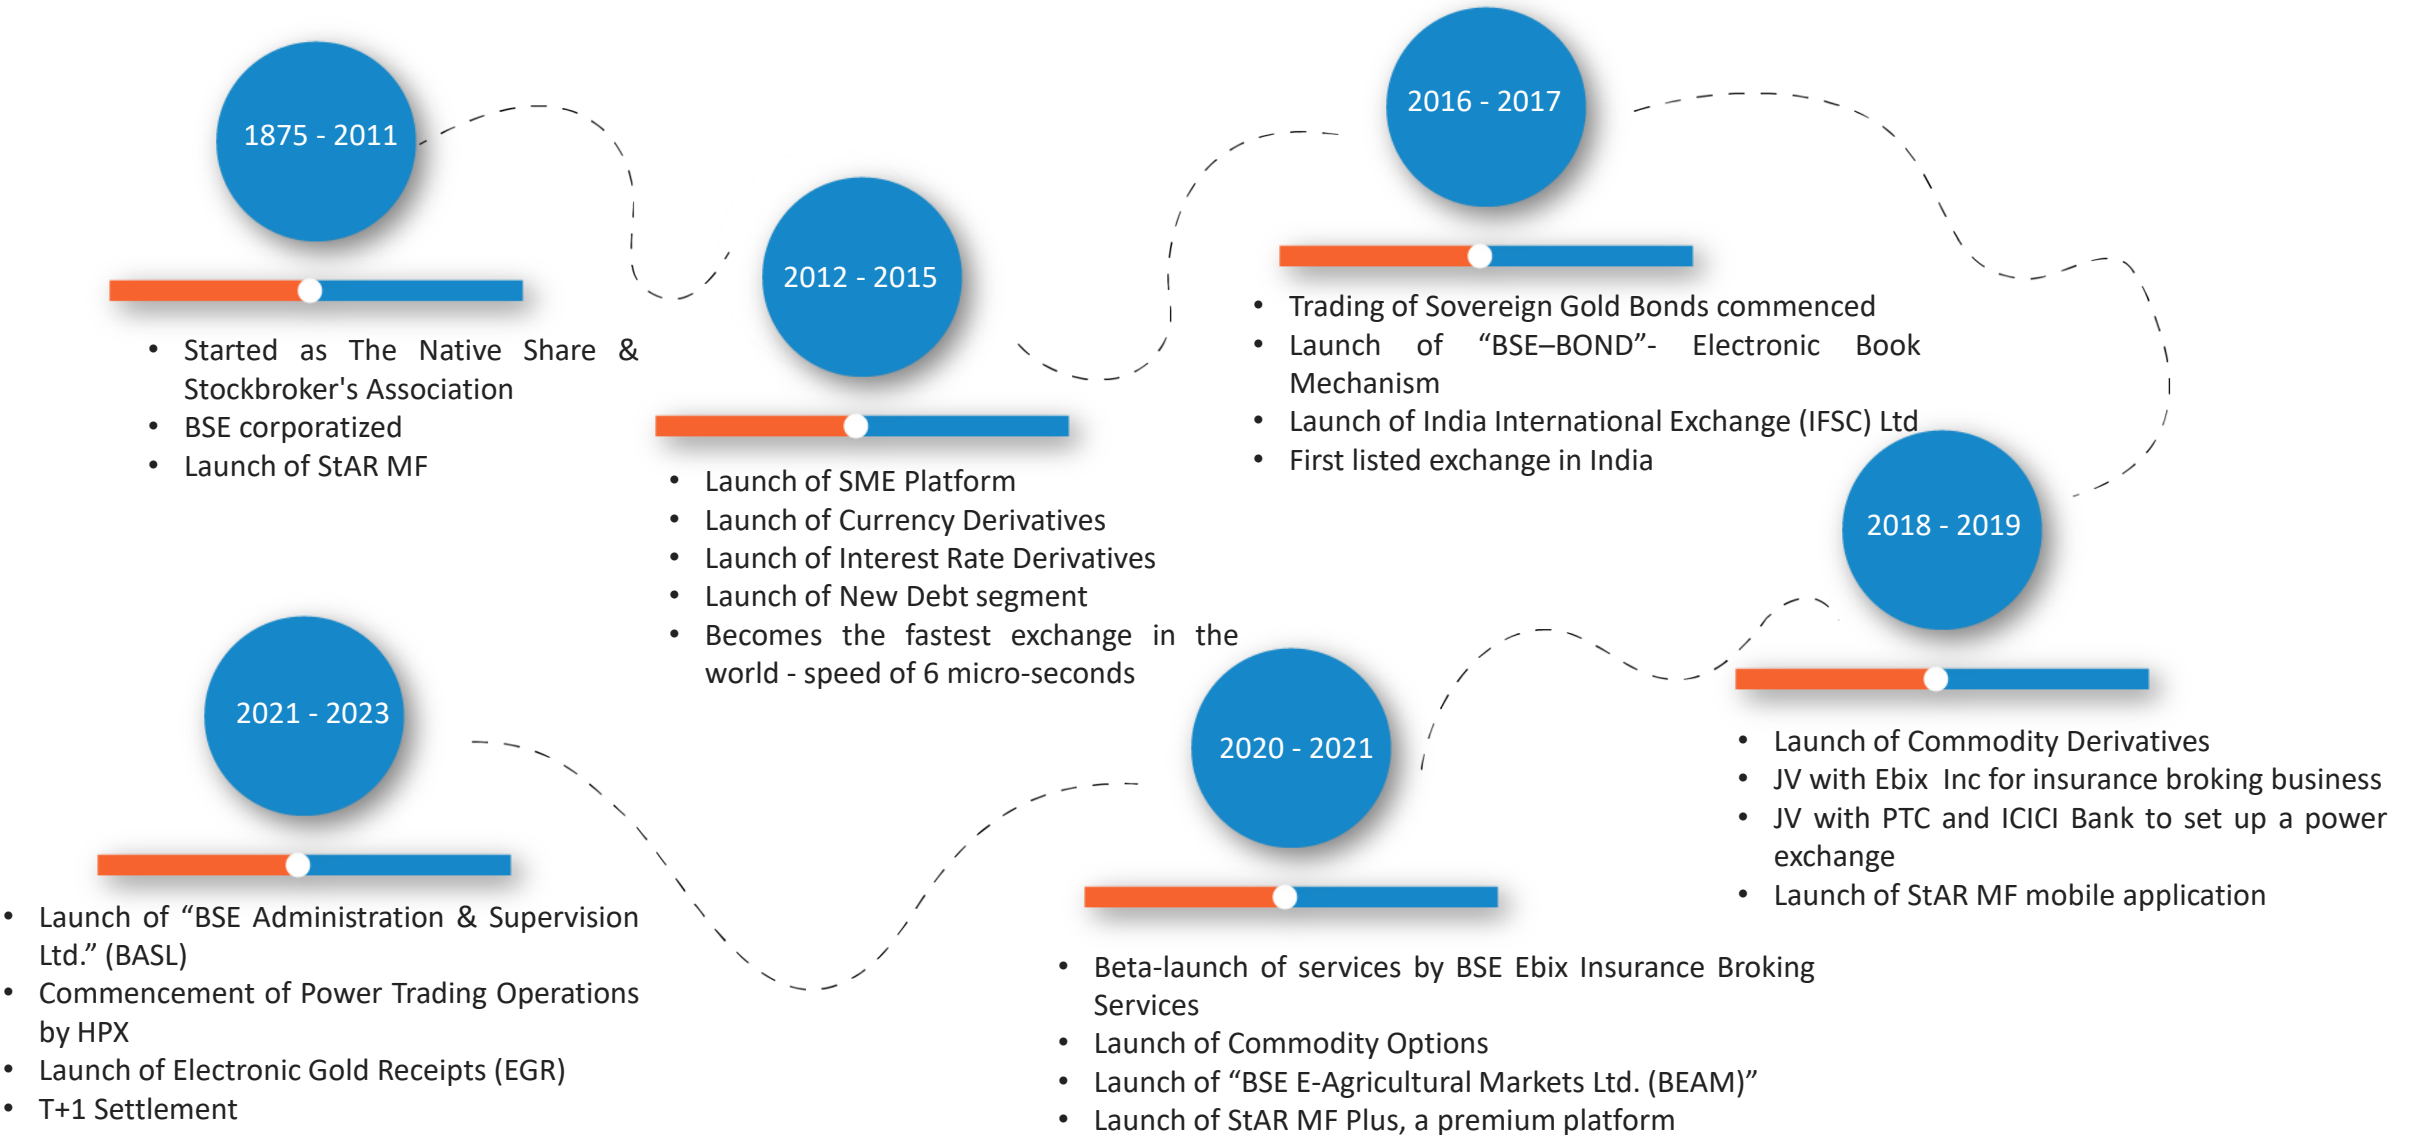 1875 - 2011
• Started as The Native Share &
Stockbroker's Association
• BSE corporatized
• Launch of StAR MF
2012 - 2015
• Launch of SME Platform
• Launch of Currency Derivatives
• Launch of Interest Rate Derivatives
• Launch of New Debt segment
• Becomes the fastest exchange in the
world - speed of 6 micro-seconds
2016 - 2017
• Trading of Sovereign Gold Bonds commenced
• Launch of “BSE–BOND”- Electronic Book
Mechanism
• Launch of India International Exchange (IFSC) Ltd
• First listed exchange in India
2018 - 2019
• Launch of Commodity Derivatives
• JV with Ebix Inc for insurance broking business
• JV with PTC and ICICI Bank to set up a power
exchange
• Launch of StAR MF mobile application
2020 - 2021
• Beta-launch of services by BSE Ebix Insurance Broking
Services
• Launch of Commodity Options
• Launch of “BSE E-Agricultural Markets Ltd. (BEAM)”
• Launch of StAR MF Plus, a premium platform
2021 - 2023
• Launch of “BSE Administration & Supervision
Ltd.” (BASL)
• Commencement of Power Trading Operations
by HPX
• Launch of Electronic Gold Receipts (EGR)
• T+1 Settlement